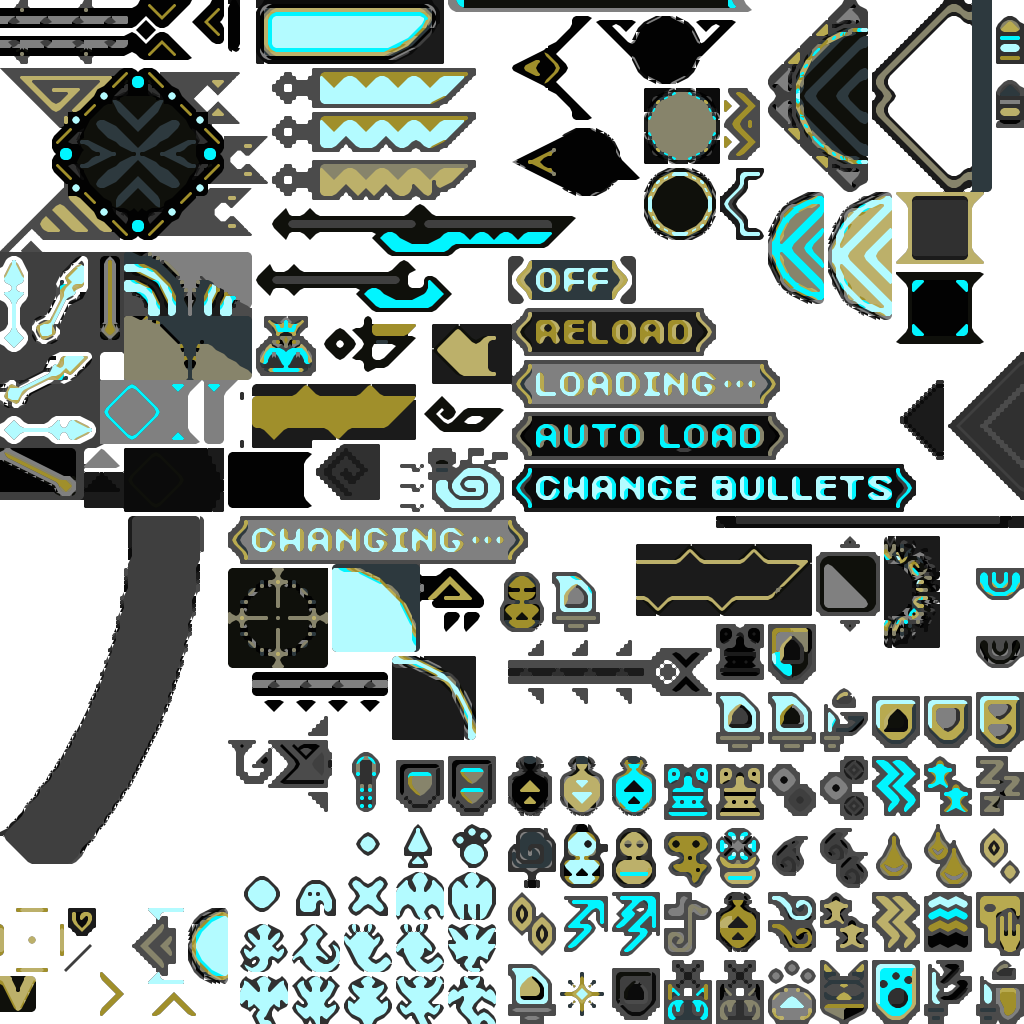 OFF
RELOAD
LOADING···
AUTO LOAD
CHANGE BULLETS
CHANGING···